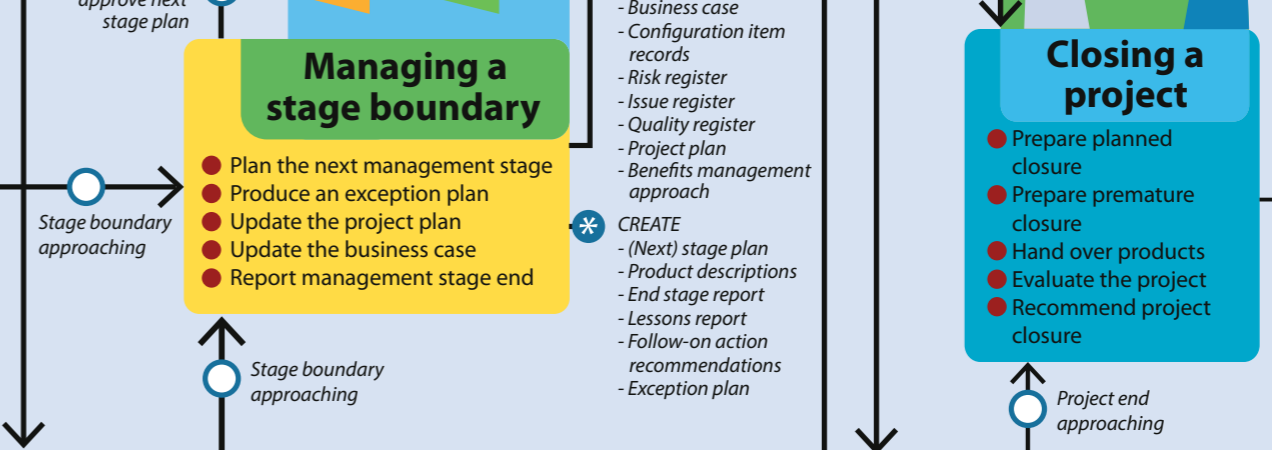 approve next
stage plan
Managing a
stage boundary
Plan the next management stage
Produce an exception plan
Update the project plan
Update the business case
Report management stage end
Stage boundary
approaching
Stage boundary
approaching
- Business case
- Configuration item
records
- Risk register
- Issue register
- Quality register
- Project plan
- Benefits management
approach
* CREATE
- (Next) stage plan
- Product descriptions
- End stage report
- Lessons report
- Follow-on action
recommendations
- Exception plan
Closing a
project
Prepare planned
closure
Prepare premature
closure
Hand over products
Evaluate the project
Recommend project
closure
Project end
approaching